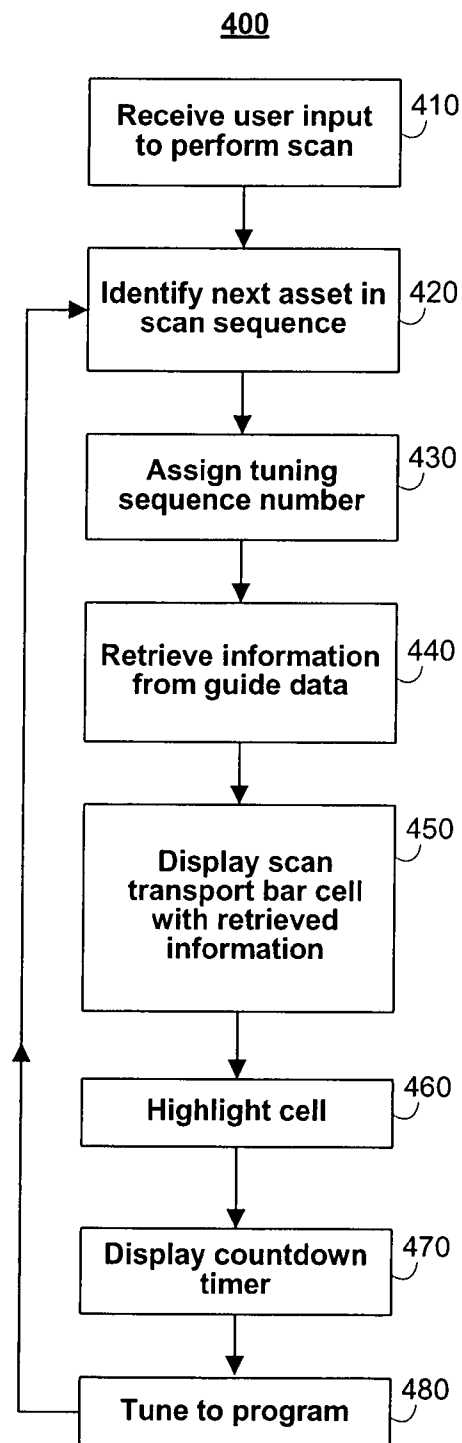 400
Receive user input
to perform scan
410
Identify next asset in
scan sequence
420
Assign tuning
sequence number
430
Retrieve information
from guide data
440
Display scan
transport bar cell
with retrieved
information
450
Highlight cell
460
Display countdown
timer
470
Tune to program
480